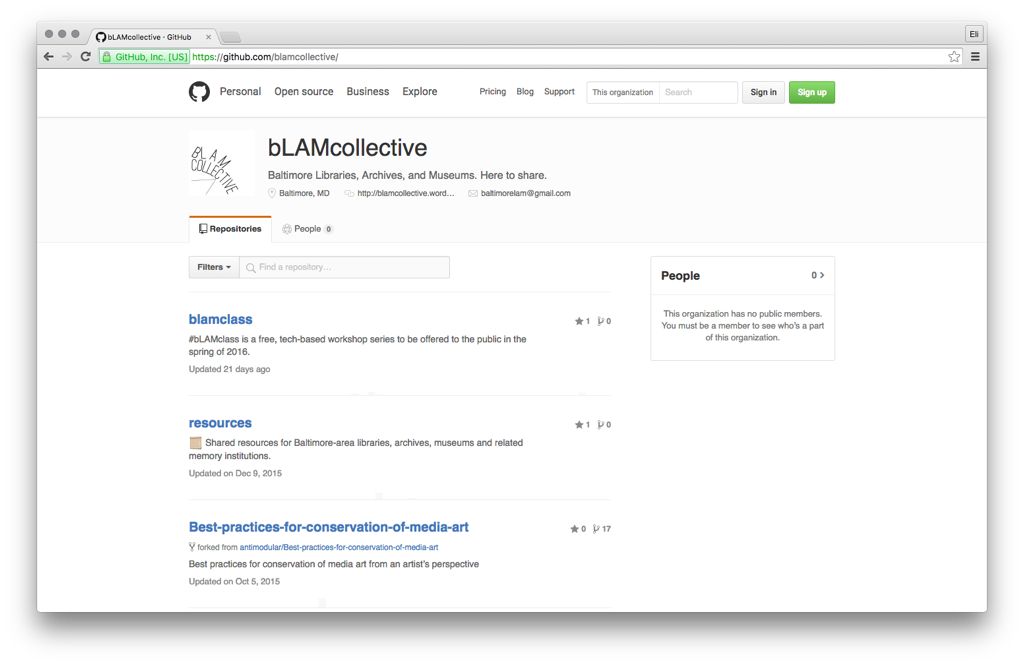 bLAMcollective · GitHub
Eli
GitHub, Inc. [US] https://github.com/blamcollective/
Personal Open source Business Explore Pricing Blog Support This organization Search Sign in Sign up
BLAM
COLLECTIVE
bLAMcollective
Baltimore Libraries, Archives, and Museums. Here to share.
Baltimore, MD http://blamcollective.word… baltimorelam@gmail.com
Repositories People 0
Filters Find a repository…
People 0
This organization has no public members.
You must be a member to see who's a part
of this organization.
blamclass 1 0
#bLAMclass is a free, tech-based workshop series to be offered to the public in the
spring of 2016.
Updated 21 days ago
resources 1 0
Shared resources for Baltimore-area libraries, archives, museums and related
memory institutions.
Updated on Dec 9, 2015
Best-practices-for-conservation-of-media-art 0 17
forked from antimodular/Best-practices-for-conservation-of-media-art
Best practices for conservation of media art from an artist's perspective
Updated on Oct 5, 2015